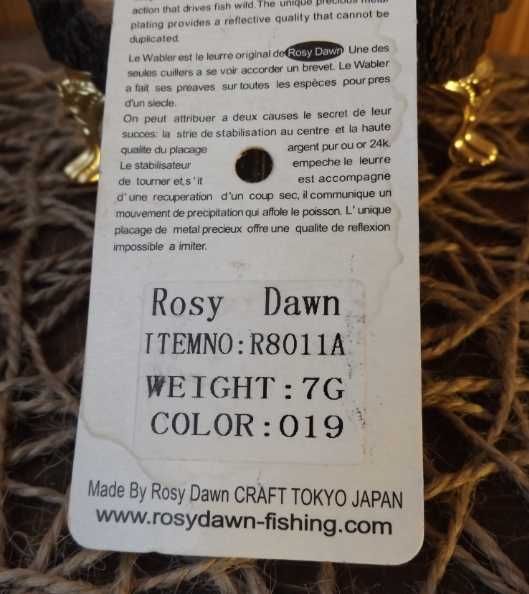 action that drives fish wild. The unique precious metal
plating provides a reflective quality that cannot be
duplicated.
Le Wabler est le leurre original de Rosy Dawn Une des
seules cuillers a se voir accorder un brevet. Le Wabler
a fait ses preaves sur toutes les espèces pour pres
d'un siecle.
On peut attribuer a deux causes le secret de leur
succes: la strie de stabilisation au centre et la haute
qualite du placage argent pur ou or 24k.
Le stabilisateur empeche le leurre
de tourner et,s'it est accompagne
d'une recuperation d'un coup sec, il communique un
mouvement de precipitation qui affole le poisson. L'unique
placage de metal precieux offre une qualite de reflexion
impossible a imiter.
Rosy Dawn
ITEMNO:R8011A
WEIGHT:7G
COLOR:019
Made By Rosy Dawn CRAFT TOKYO JAPAN
www.rosydawn-fishing.com